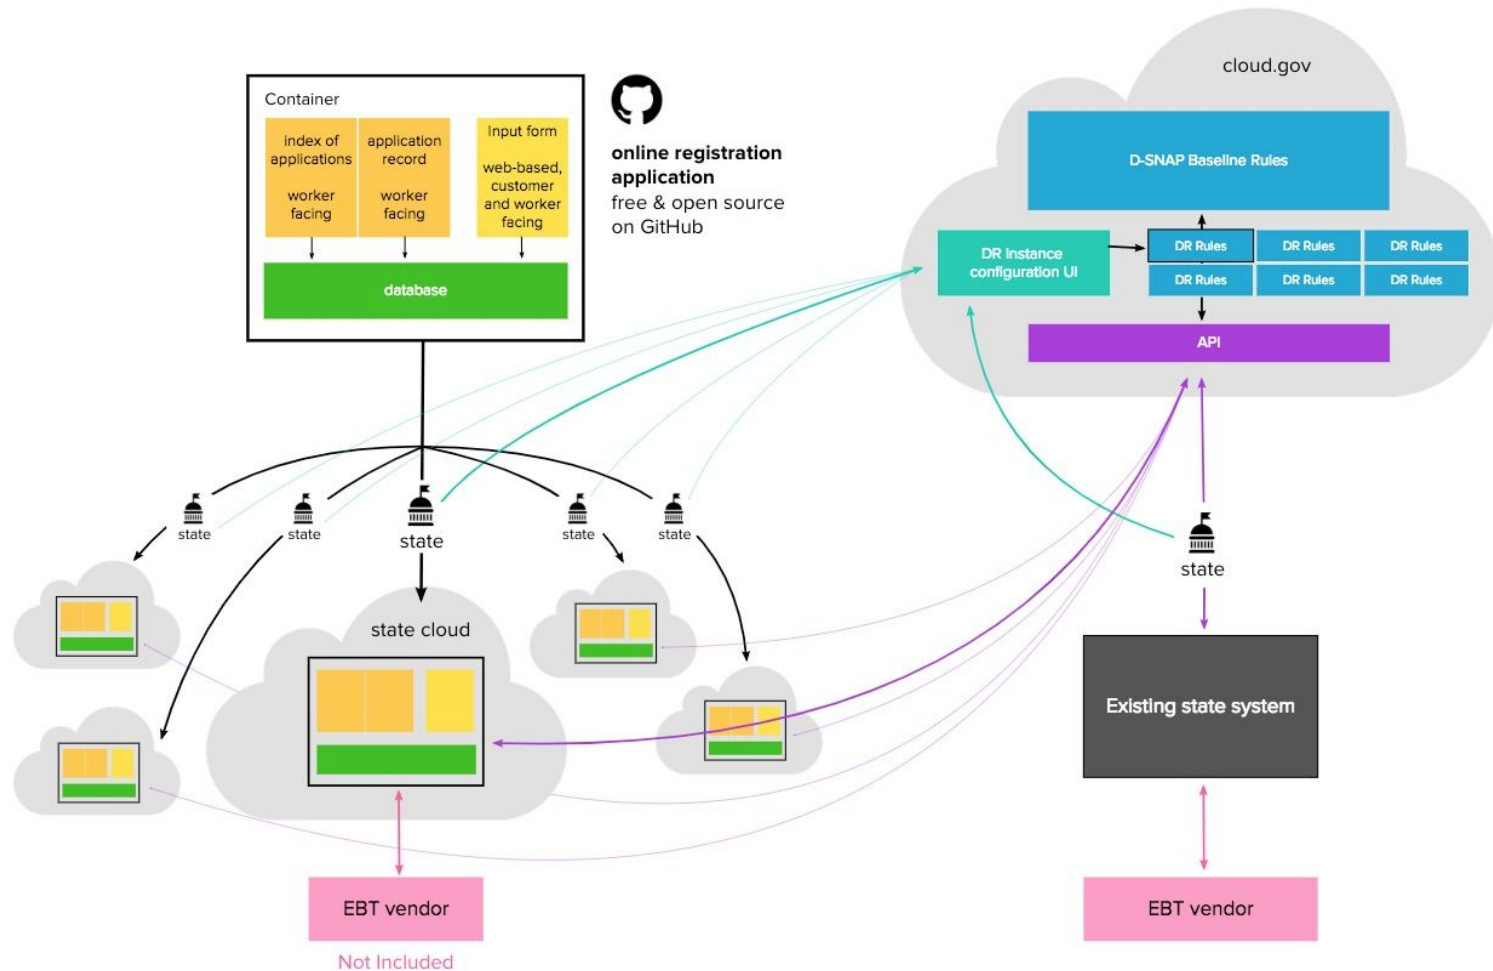 Container
index of
applications
worker
facing
application
record
worker
facing
Input form
web-based,
customer
and worker
facing
database
online registration
application
free & open source
on GitHub
cloud.gov
D-SNAP Baseline Rules
DR Instance
configuration UI
DR Rules
DR Rules
DR Rules
DR Rules
DR Rules
DR Rules
API
state
state
state
state
state
state
state cloud
Existing state system
EBT vendor
Not Included
EBT vendor